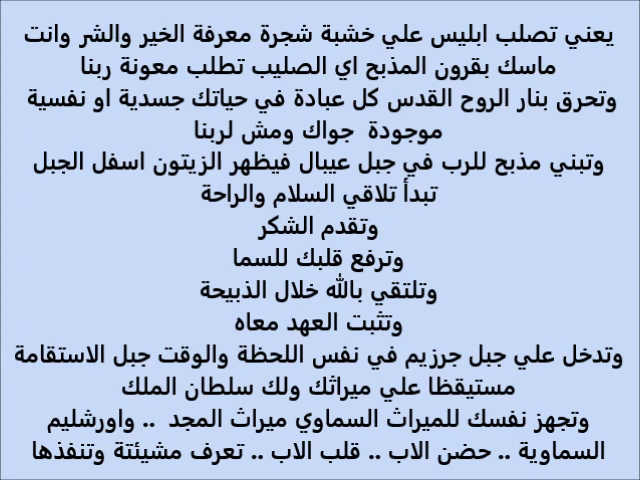 يعني تصلب ابليس علي خشبة شجرة معرفة الخير والشر وانت
ماسك بقرون المذبح اي الصليب تطلب معونة ربنا
وتحرق بنار الروح القدس كل عبادة في حياتك جسدية او نفسية
موجودة جواك ومش لربنا
وتبني مذبح للرب في جبل عيبال فيظهر الزيتون اسفل الجبل
تبدأ تلاقي السلام والراحة
وتقدم الشكر
وترفع قلبك للسما
وتلتقي بالله خلال الذبيحة
وتثبت العهد معاه
وتدخل علي جبل جرزيم في نفس اللحظة والوقت جبل الاستقامة
مستيقظا علي ميراثك ولك سلطان الملك
وتجهز نفسك للميراث السماوي ميراث المجد .. واورشليم
السماوية .. حضن الاب .. قلب الاب .. تعرف مشيئتة وتنفذها